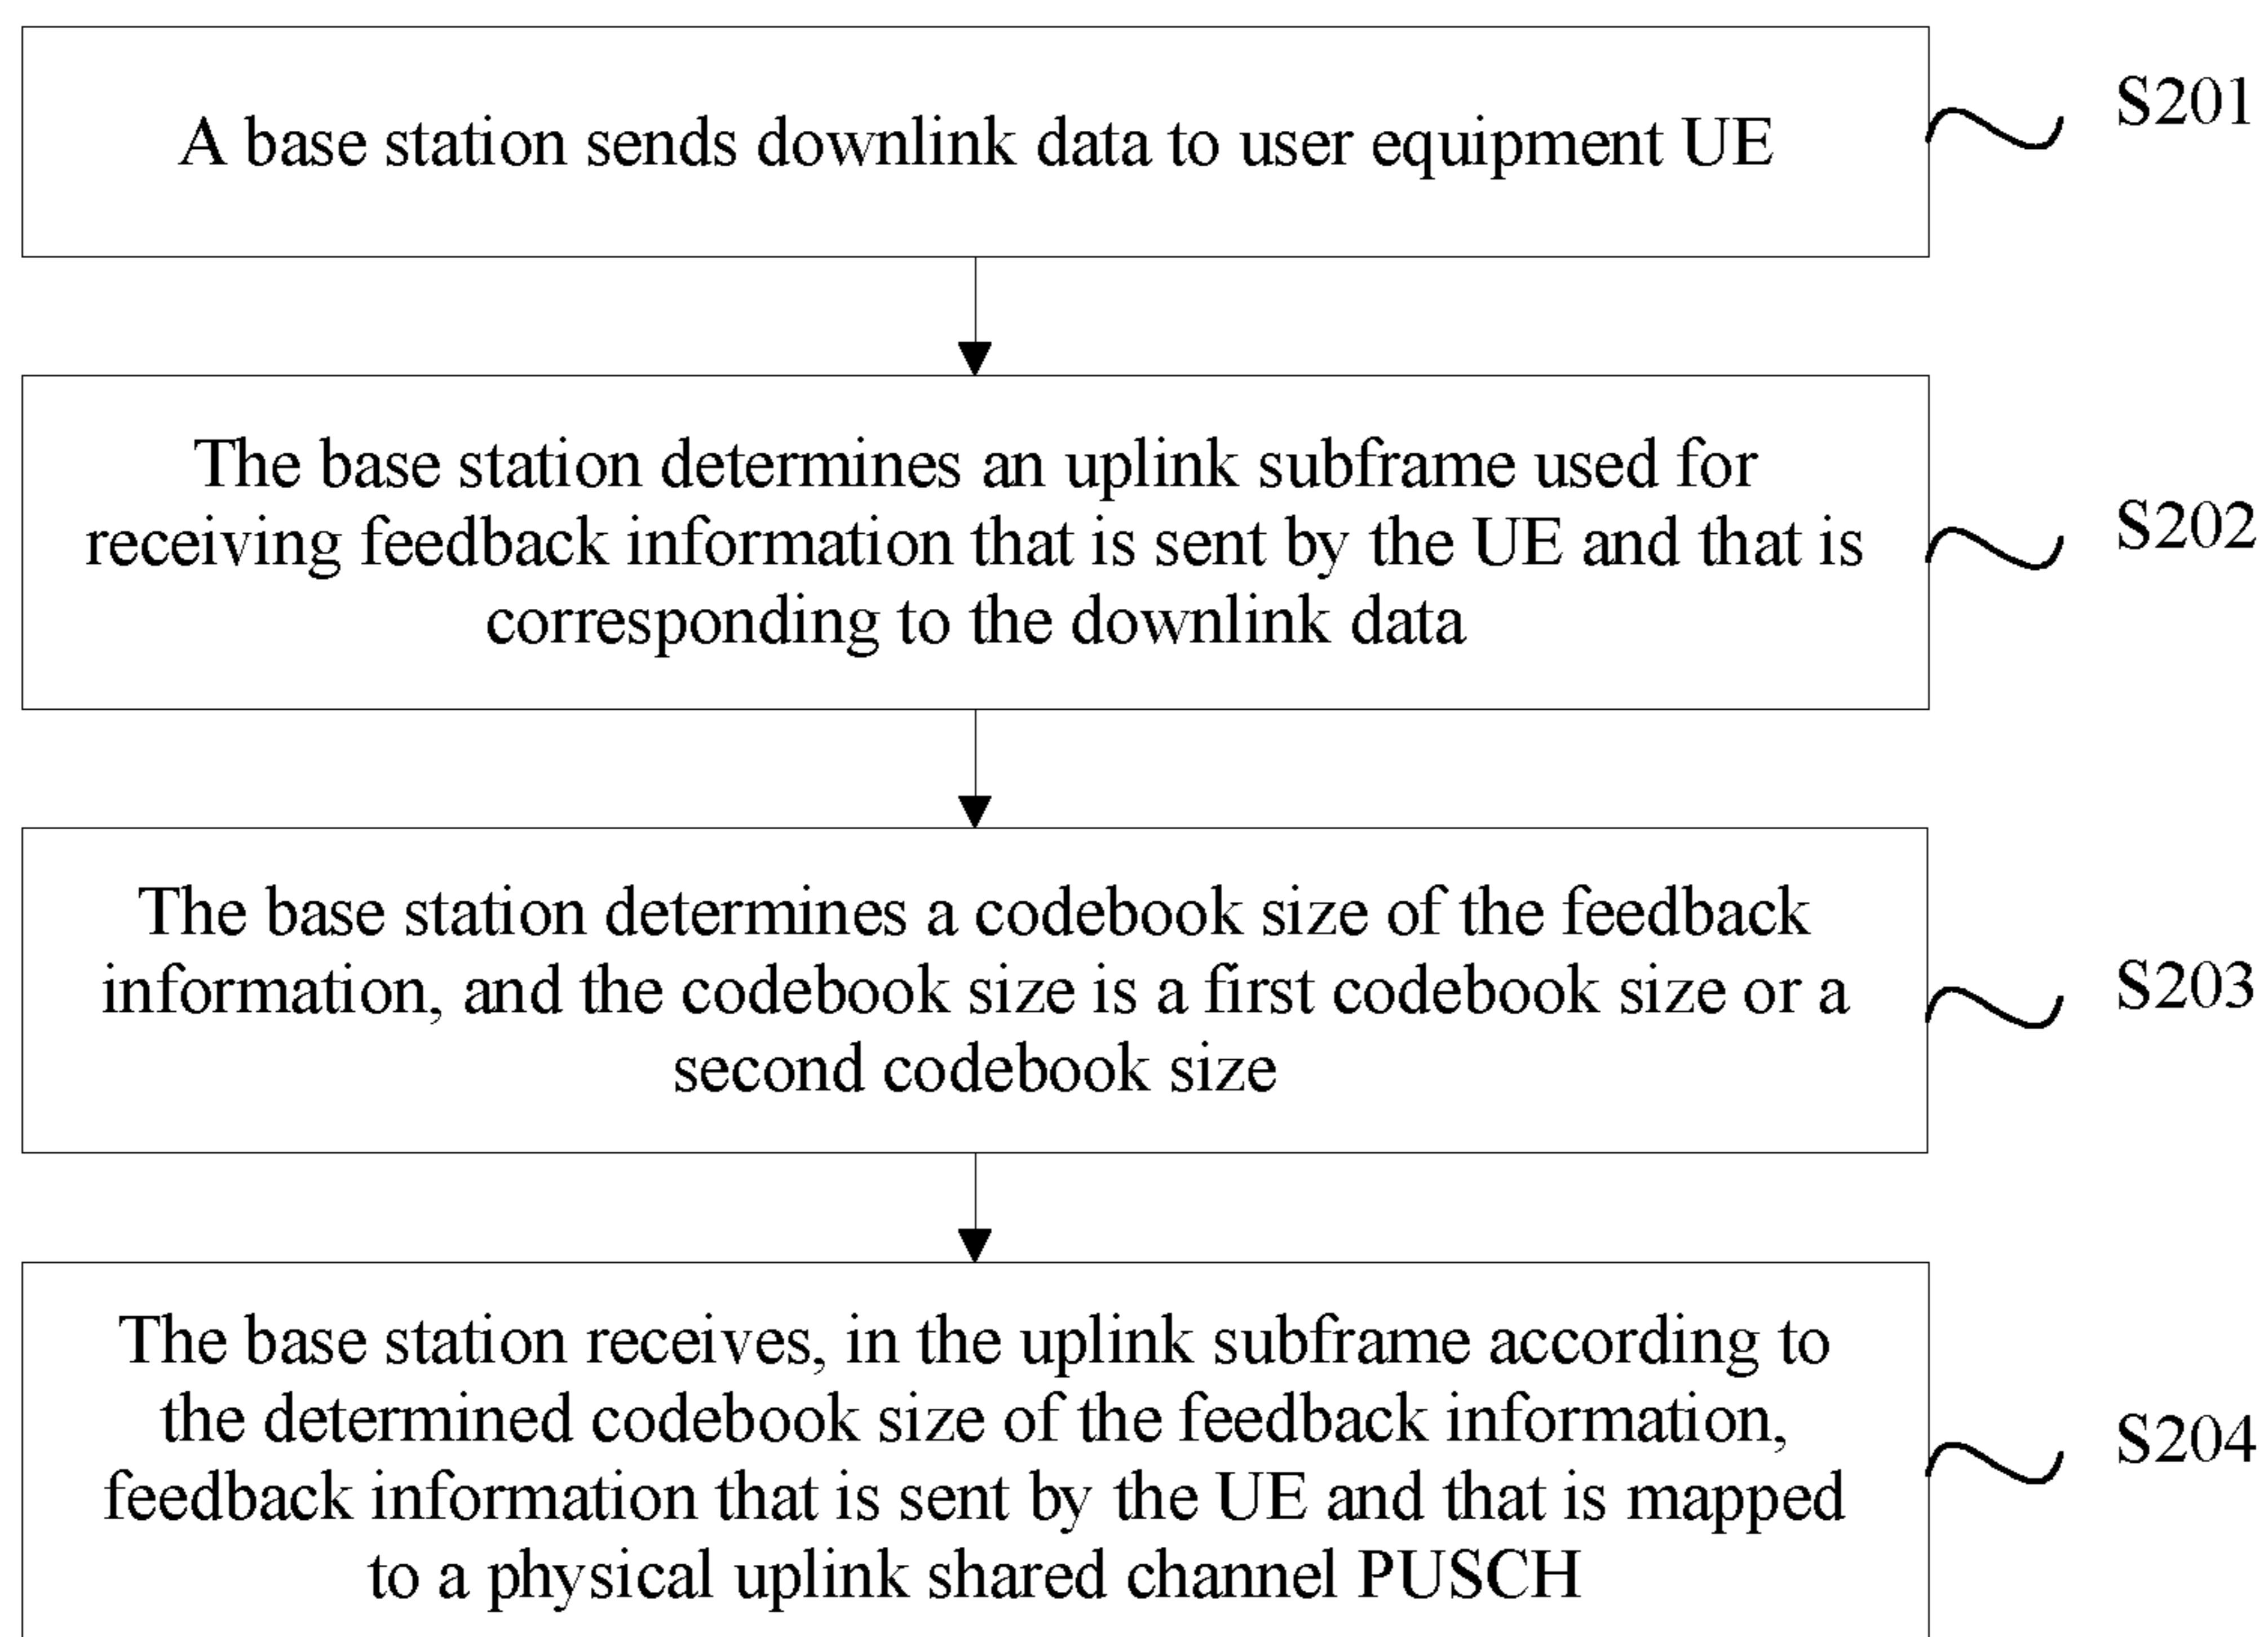 A base station sends downlink data to user equipment UE
S201
The base station determines an uplink subframe used for
receiving feedback information that is sent by the UE and that is
corresponding to the downlink data
S202
The base station determines a codebook size of the feedback
information, and the codebook size is a first codebook size or a
second codebook size
S203
The base station receives, in the uplink subframe according to
the determined codebook size of the feedback information,
feedback information that is sent by the UE and that is mapped
to a physical uplink shared channel PUSCH
S204